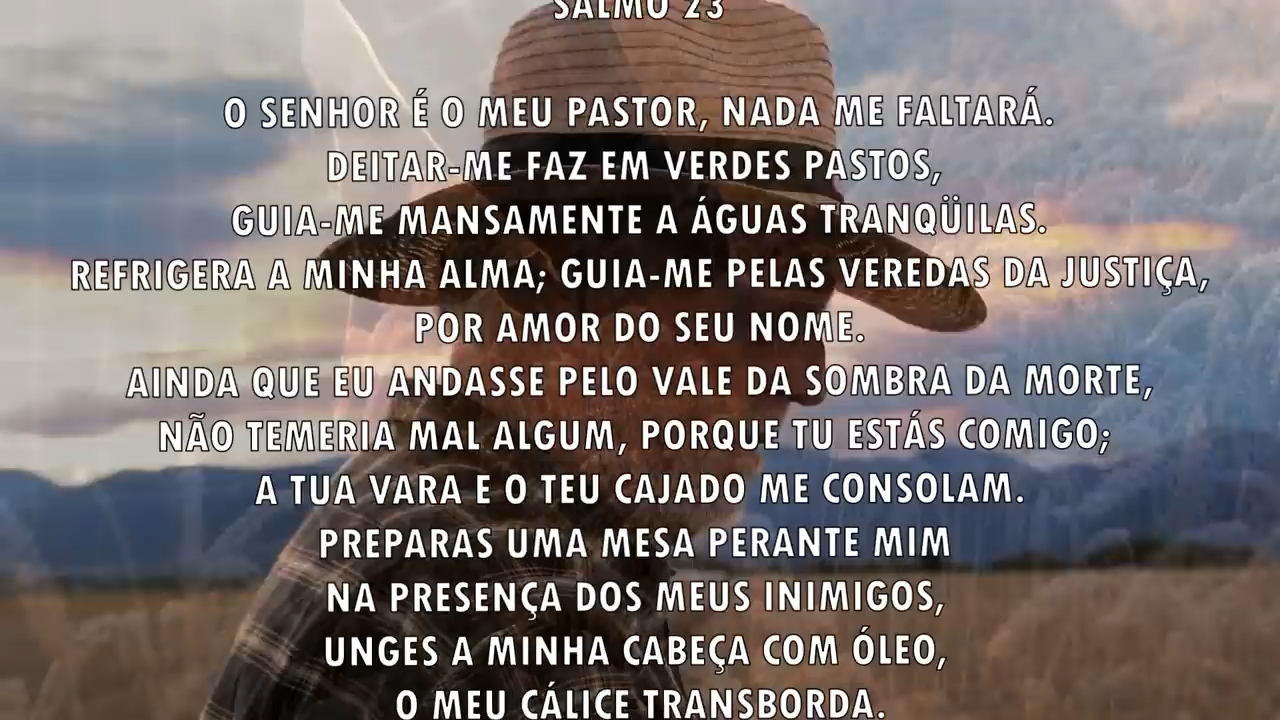 SALMO 23
O SENHOR É O MEU PASTOR, NADA ME FALTARÁ.
DEITAR-ME FAZ EM VERDES PASTOS,
GUIA-ME MANSAMENTE A ÁGUAS TRANQÜILAS.
REFRIGERA A MINHA ALMA; GUIA-ME PELAS VEREDAS DA JUSTIÇA,
POR AMOR DO SEU NOME.
AINDA QUE EU ANDASSE PELO VALE DA SOMBRA DA MORTE,
NÃO TEMERIA MAL ALGUM, PORQUE TU ESTÁS COMIGO;
A TUA VARA E O TEU CAJADO ME CONSOLAM.
PREPARAS UMA MESA PERANTE MIM
NA PRESENÇA DOS MEUS INIMIGOS,
UNGES A MINHA CABEÇA COM ÓLEO,
O MEU CÁLICE TRANSBORDA.